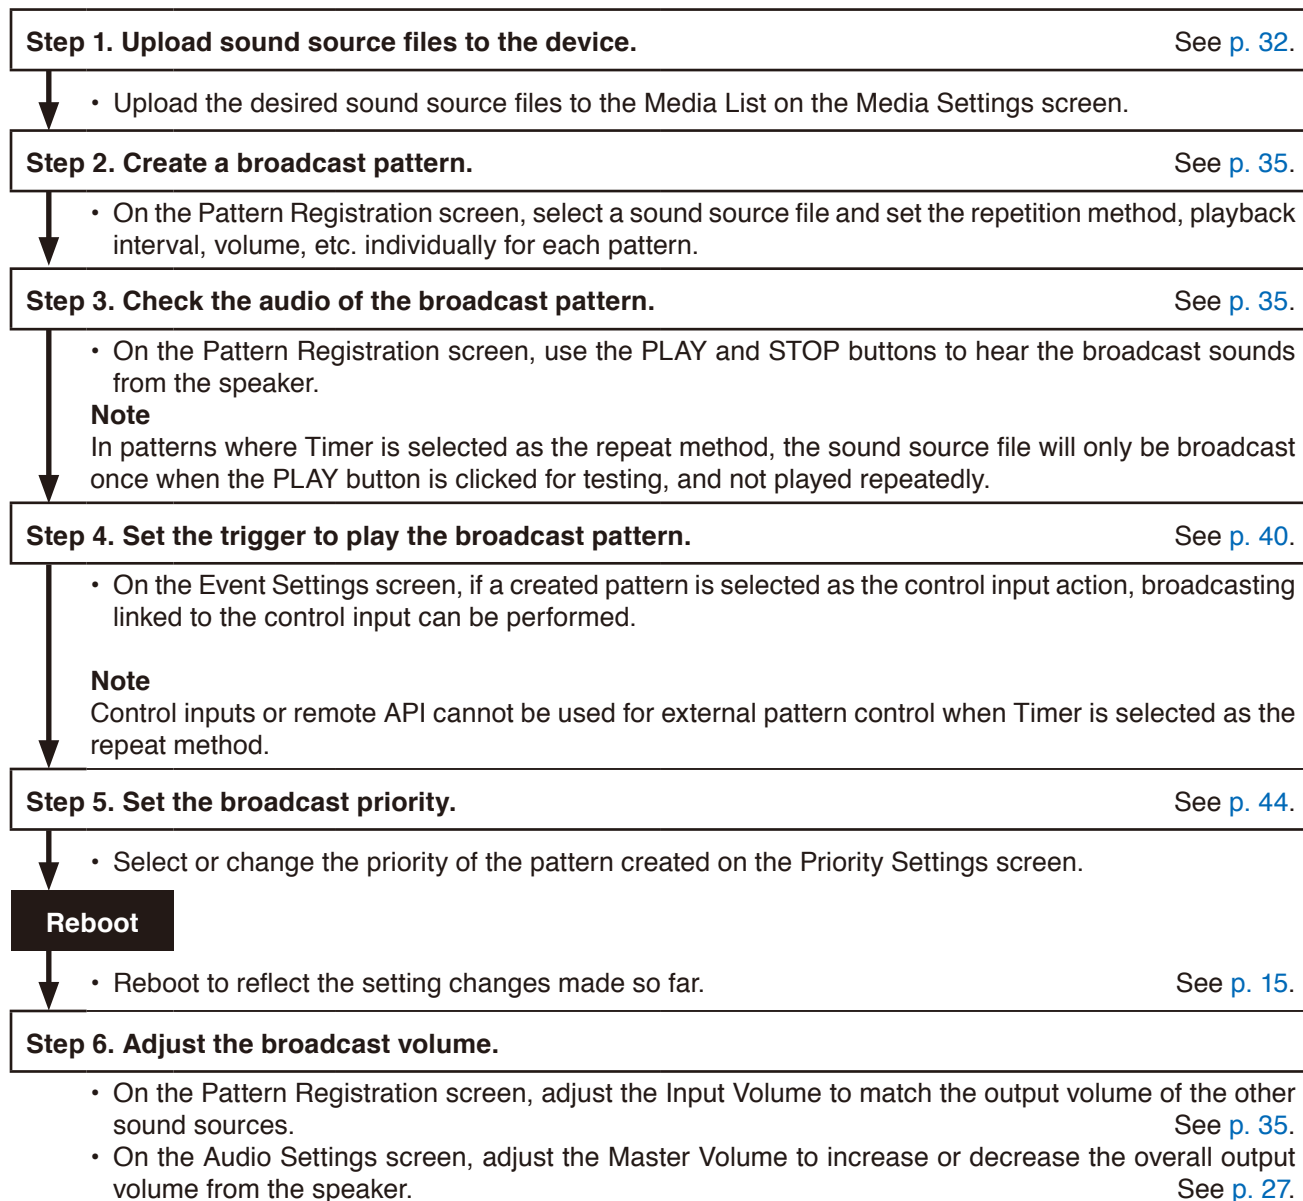 Step 1. Upload sound source files to the device. See p. 32.
• Upload the desired sound source files to the Media List on the Media Settings screen.
Step 2. Create a broadcast pattern. See p. 35.
• On the Pattern Registration screen, select a sound source file and set the repetition method, playback
interval, volume, etc. individually for each pattern.
Step 3. Check the audio of the broadcast pattern. See p. 35.
• On the Pattern Registration screen, use the PLAY and STOP buttons to hear the broadcast sounds
from the speaker.
Note
In patterns where Timer is selected as the repeat method, the sound source file will only be broadcast
once when the PLAY button is clicked for testing, and not played repeatedly.
Step 4. Set the trigger to play the broadcast pattern. See p. 40.
• On the Event Settings screen, if a created pattern is selected as the control input action, broadcasting
linked to the control input can be performed.
Note
Control inputs or remote API cannot be used for external pattern control when Timer is selected as the
repeat method.
Step 5. Set the broadcast priority. See p. 44.
• Select or change the priority of the pattern created on the Priority Settings screen.
Reboot
• Reboot to reflect the setting changes made so far. See p. 15.
Step 6. Adjust the broadcast volume.
• On the Pattern Registration screen, adjust the Input Volume to match the output volume of the other
sound sources. See p. 35.
• On the Audio Settings screen, adjust the Master Volume to increase or decrease the overall output
volume from the speaker. See p. 27.